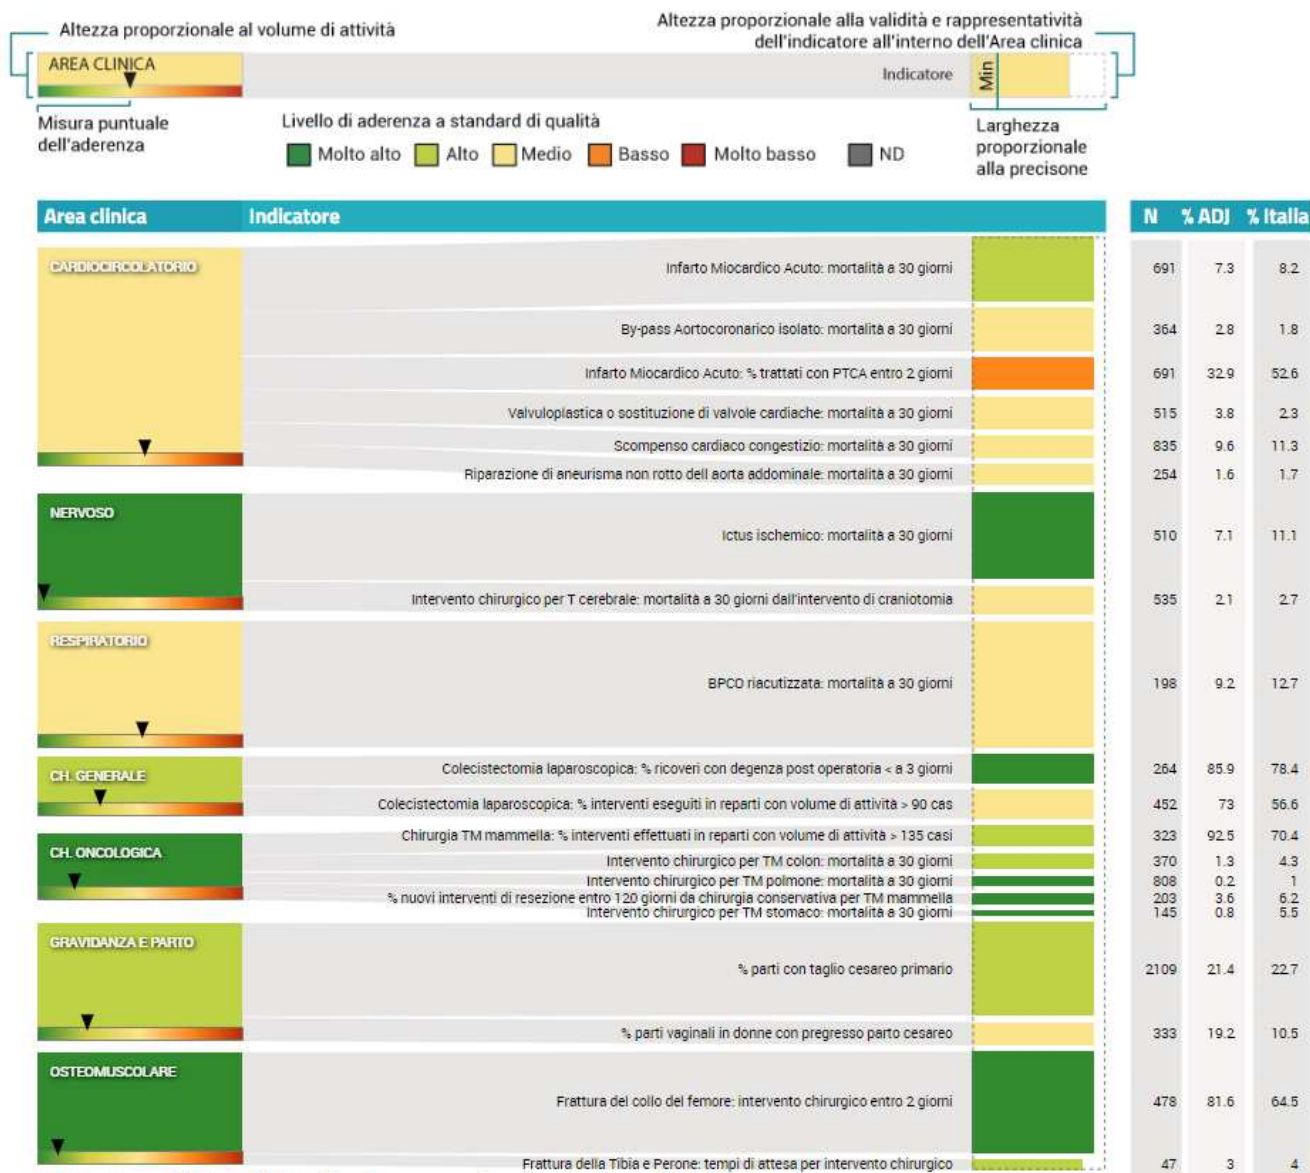 Altezza proporzionale al volume di attività
Altezza proporzionale alla validità e rappresentatività
dell'indicatore all'interno dell'Area clinica
AREA CLINICA
Indicatore
Min
Misura puntuale
dell'aderenza
Livello di aderenza a standard di qualità
Molto alto Alto Medio Basso Molto basso ND
Larghezza
proporzionale
alla precisone
Area clinica Indicatore N % ADJ % Italia
CARDIOCIRCOLATORIO
Infarto Miocardico Acuto: mortalità a 30 giorni 691 7.3 8.2
By-pass Aortocoronarico isolato: mortalità a 30 giorni 364 2.8 1.8
Infarto Miocardico Acuto: % trattati con PTCA entro 2 giorni 691 32.9 52.6
Valvuloplastica o sostituzione di valvole cardiache: mortalità a 30 giorni 515 3.8 2.3
Scompenso cardiaco congestizio: mortalità a 30 giorni 835 9.6 11.3
Riparazione di aneurisma non rotto dell aorta addominale: mortalità a 30 giorni 254 1.6 1.7
NERVOSO
Ictus ischemico: mortalità a 30 giorni 510 7.1 11.1
Intervento chirurgico per T cerebrale: mortalità a 30 giorni dall'intervento di craniotomia 535 2.1 2.7
RESPIRATORIO
BPCO riacutizzata: mortalità a 30 giorni 198 9.2 12.7
CH. GENERALE
Colecistectomia laparoscopica: % ricoveri con degenza post operatoria < a 3 giorni 264 85.9 78.4
Colecistectomia laparoscopica: % interventi eseguiti in reparti con volume di attività > 90 cas 452 73 56.6
CH. ONCOLOGICA
Chirurgia TM mammella: % interventi effettuati in reparti con volume di attività > 135 casi 323 92.5 70.4
Intervento chirurgico per TM colon: mortalità a 30 giorni 370 1.3 4.3
Intervento chirurgico per TM polmone: mortalità a 30 giorni 808 0.2 1
% nuovi interventi di resezione entro 120 giorni da chirurgia conservativa per TM mammella 203 3.6 6.2
Intervento chirurgico per TM stomaco: mortalità a 30 giorni 145 0.8 5.5
GRAVIDANZA E PARTO
% parti con taglio cesareo primario 2109 21.4 22.7
% parti vaginali in donne con pregresso parto cesareo 333 19.2 10.5
OSTEOMUSCOLARE
Frattura del collo del femore: intervento chirurgico entro 2 giorni 478 81.6 64.5
Frattura della Tibia e Perone: tempi di attesa per intervento chirurgico 47 3 4